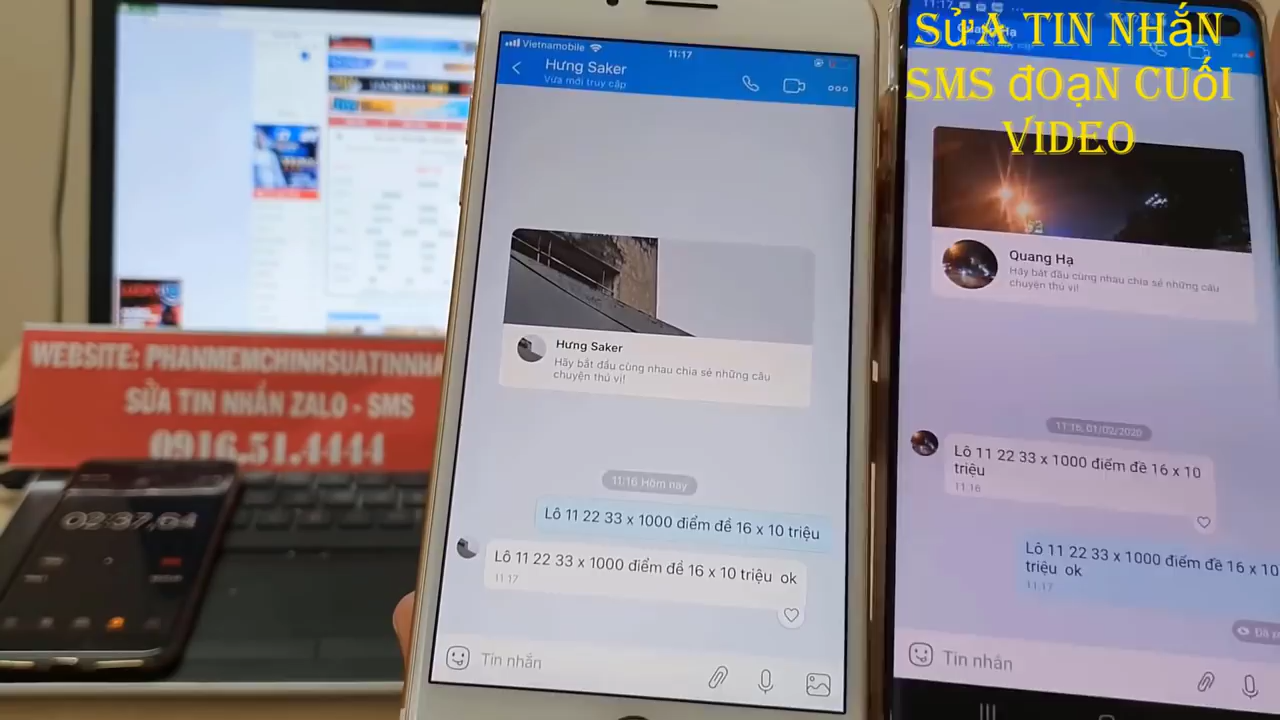 SỬA TIN NHẮN
SMS ĐOẠN CUỐI
VIDEO
WEBSITE: PHANMEMCHINHSUATINNHA
SỬA TIN NHẮN ZALO - SMS
0916.51.4444
02:37,64
Vietnamobile
11:17
Hưng Saker
Vừa mới truy cập
Hưng Saker
Hãy bắt đầu cùng nhau chia sẻ những câu
chuyện thú vị!
11:16 Hôm nay
Lô 11 22 33 x 1000 điểm đề 16 x 10 triệu
Lô 11 22 33 x 1000 điểm đề 16 x 10 triệu ok
11:17
Tin nhắn
11:17
Quang Hạ
Hãy bắt đầu cùng nhau chia sẻ những câu
chuyện thú vị!
11:16, 01/02/2020
Lô 11 22 33 x 1000 điểm đề 16 x 10
triệu
11:16
Lô 11 22 33 x 1000 điểm đề 16 x 10
triệu ok
11:17
Tin nhắn